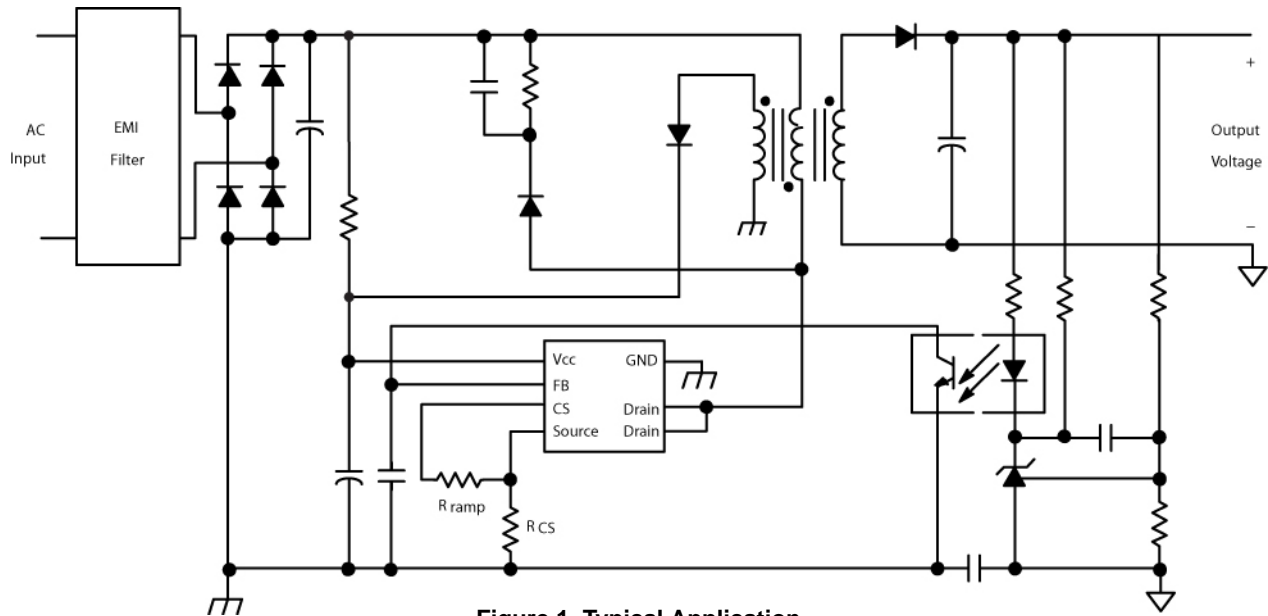 AC
Input
EMI
Filter
+
Output
Voltage
−
Vcc
GND
FB
CS
Drain
Source
Drain
R ramp
R CS
Figure 1. Typical Application